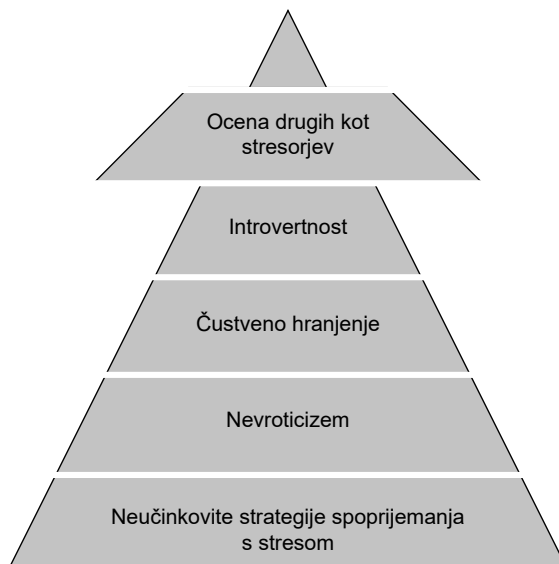 Ocena drugih kot
stresorjev
Introvertnost
Čustveno hranjenje
Nevroticizem
Neučinkovite strategije spoprijemanja
s stresom